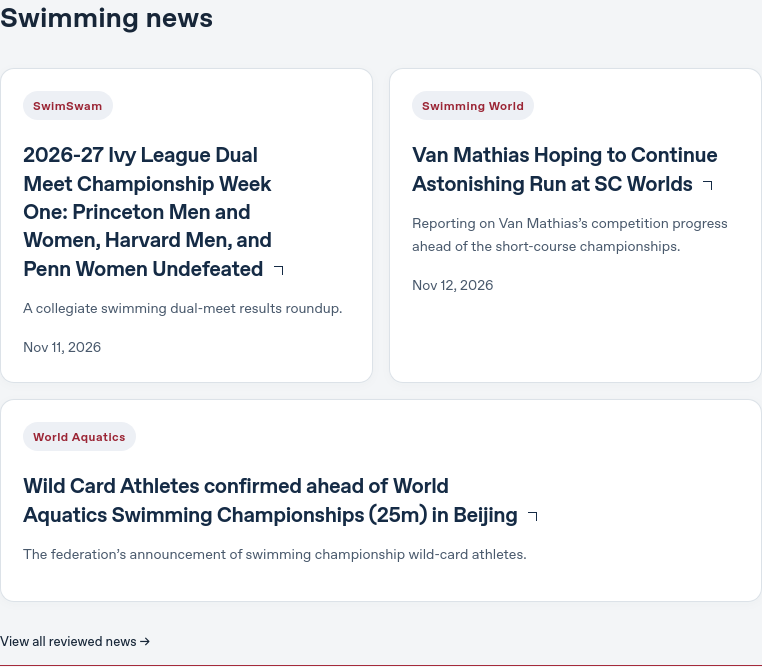 Swimming news
SwimSwam
2026-27 Ivy League Dual
Meet Championship Week
One: Princeton Men and
Women, Harvard Men, and
Penn Women Undefeated
A collegiate swimming dual-meet results roundup.
Nov 11, 2026
Swimming World
Van Mathias Hoping to Continue
Astonishing Run at SC Worlds
Reporting on Van Mathias’s competition progress
ahead of the short-course championships.
Nov 12, 2026
World Aquatics
Wild Card Athletes confirmed ahead of World
Aquatics Swimming Championships (25m) in Beijing
The federation’s announcement of swimming championship wild-card athletes.
View all reviewed news →